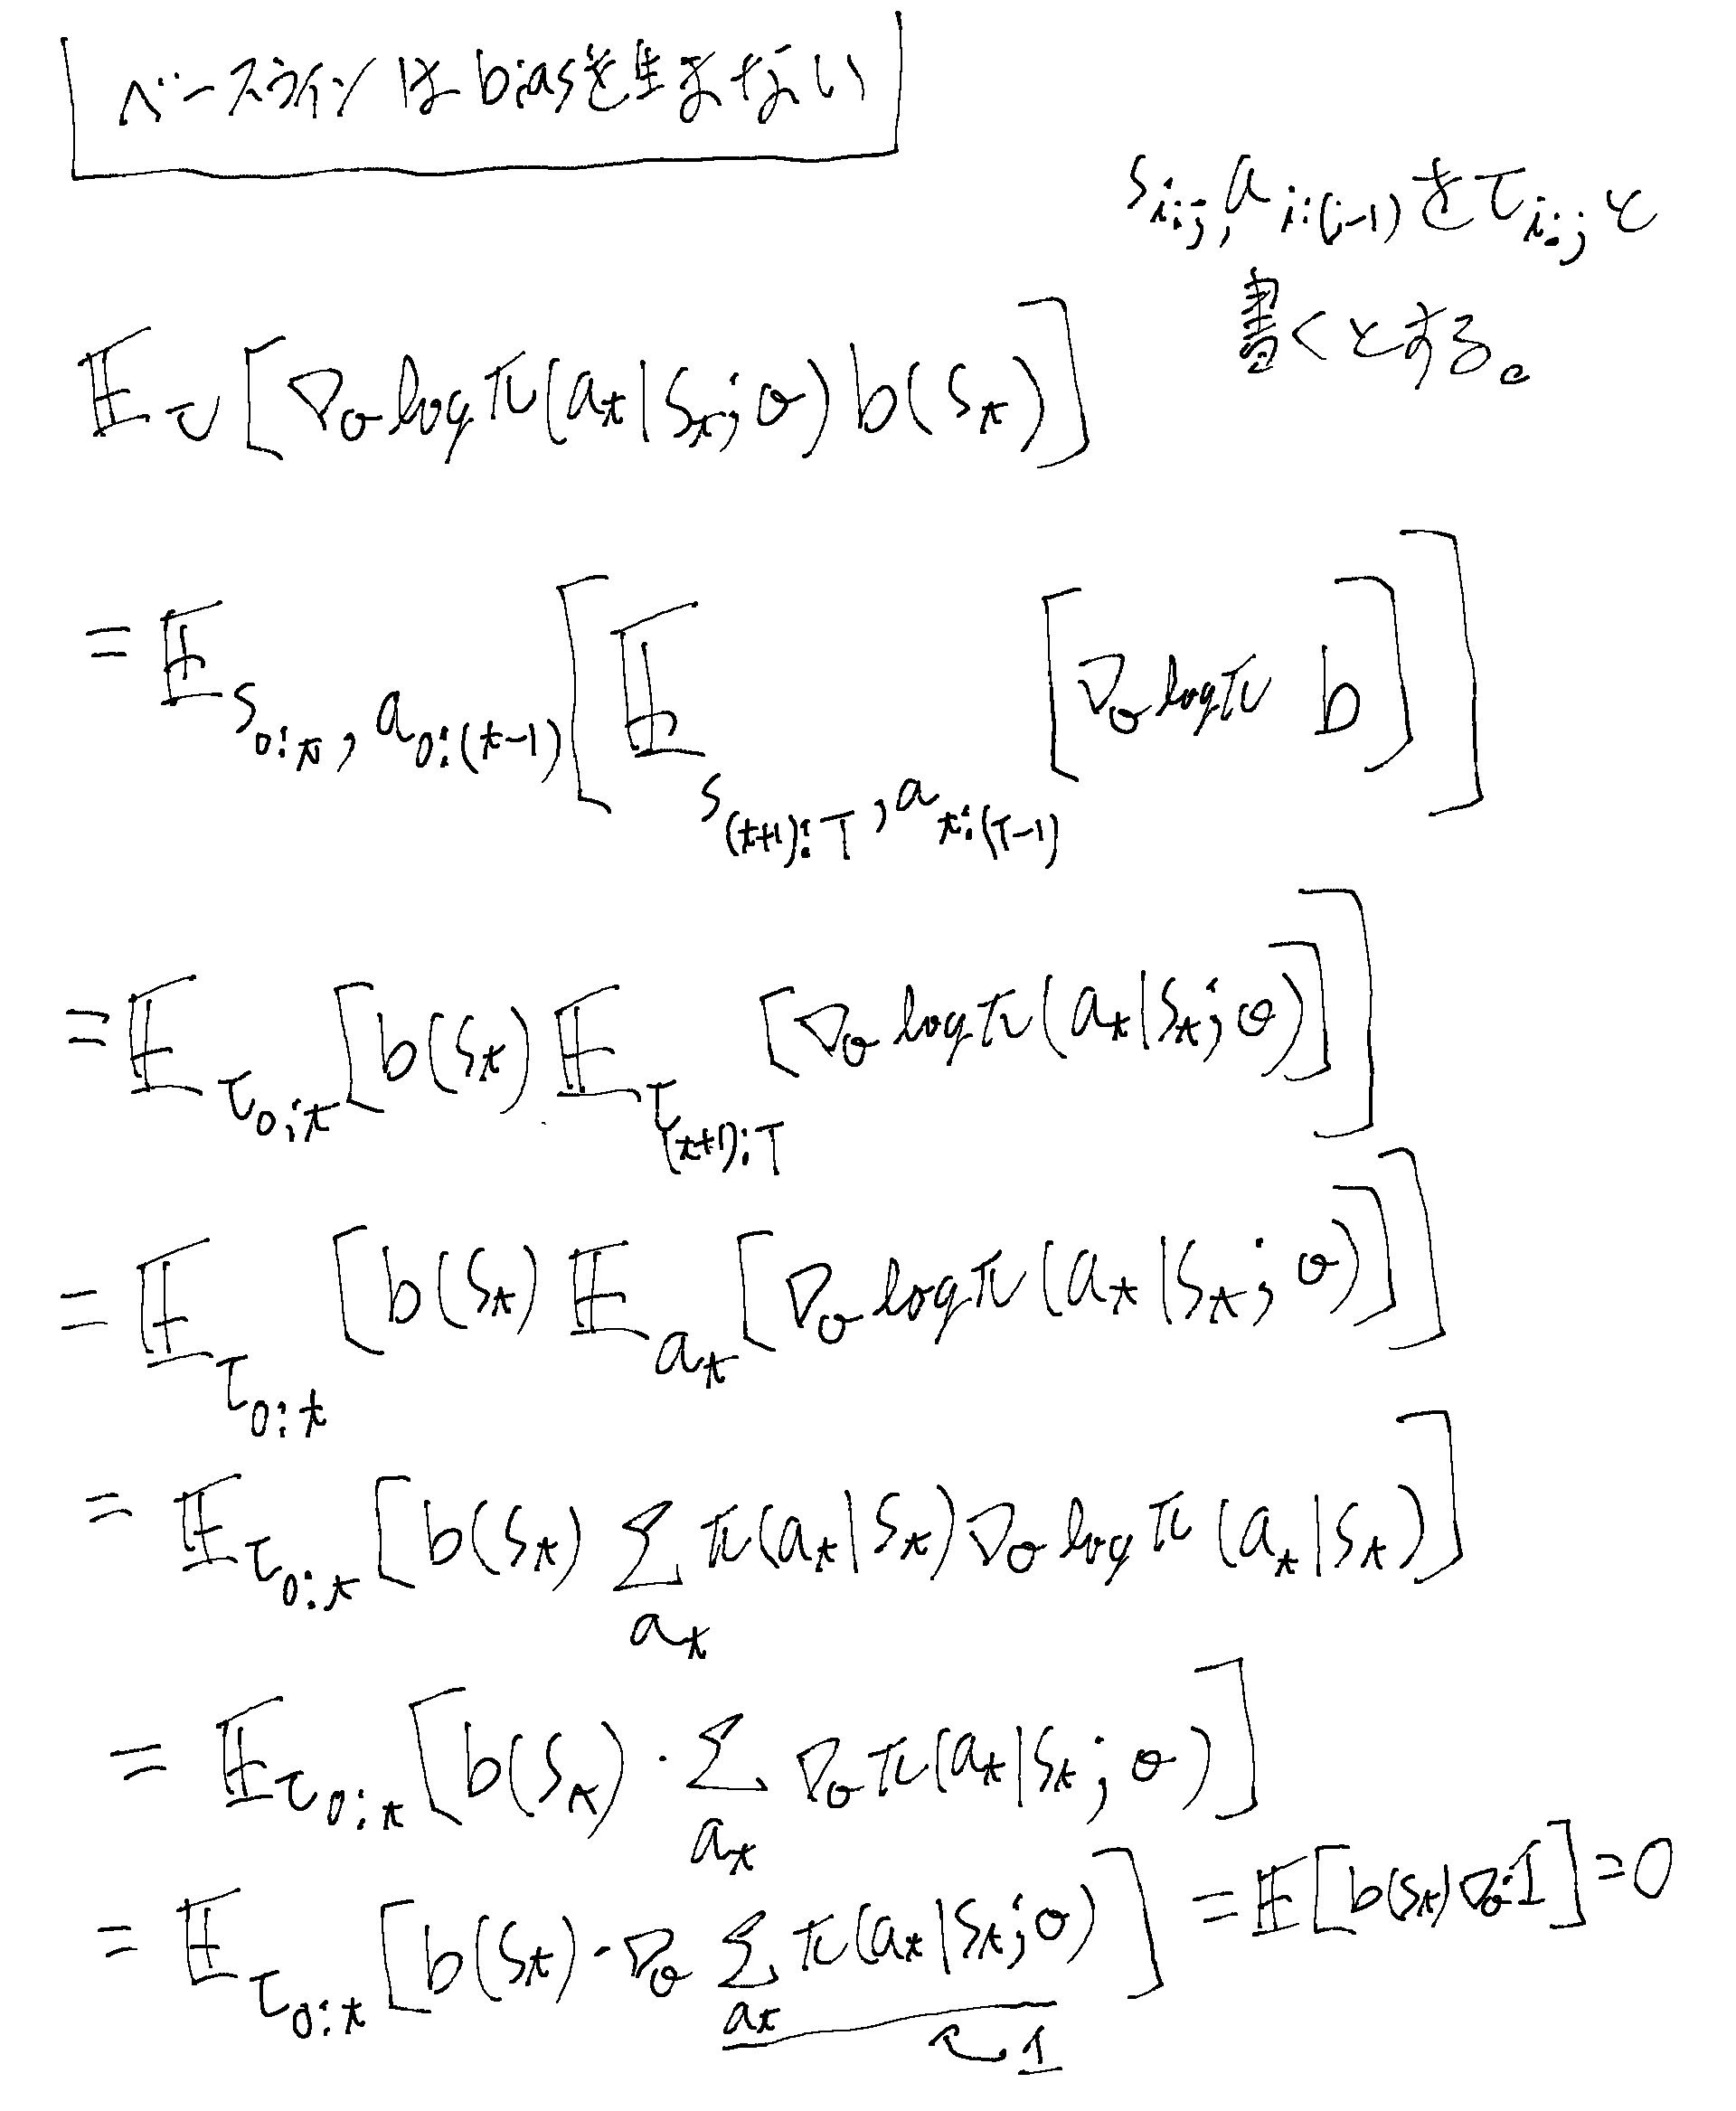 ベースラインはbiasを生まない
s_{i:j}, a_{i:(j-1)}をτ_{i:j}と
書くとする。
𝔼_τ[∇_θ log π(a_t|s_t;θ) b(s_t)]
= 𝔼_{s_{0:t}, a_{0:(t-1)}}[𝔼_{s_{(t+1):T}, a_{t:(T-1)}}[∇_θ log π b]]
= 𝔼_{τ_{0:t}}[b(s_t) 𝔼_{τ_{(t+1):T}}[∇_θ log π(a_t|s_t;θ)]]
= 𝔼_{τ_{0:t}}[b(s_t) 𝔼_{a_t}[∇_θ log π(a_t|s_t;θ)]]
= 𝔼_{τ_{0:t}}[b(s_t) Σ_{a_t} π(a_t|s_t) ∇_θ log π(a_t|s_t)]
= 𝔼_{τ_{0:t}}[b(s_t)·Σ_{a_t} ∇_θ π(a_t|s_t;θ)]
= 𝔼_{τ_{0:t}}[b(s_t)·∇_θ Σ_{a_t} π(a_t|s_t;θ)] = 𝔼[b(s_t) ∇_θ·1] = 0
1